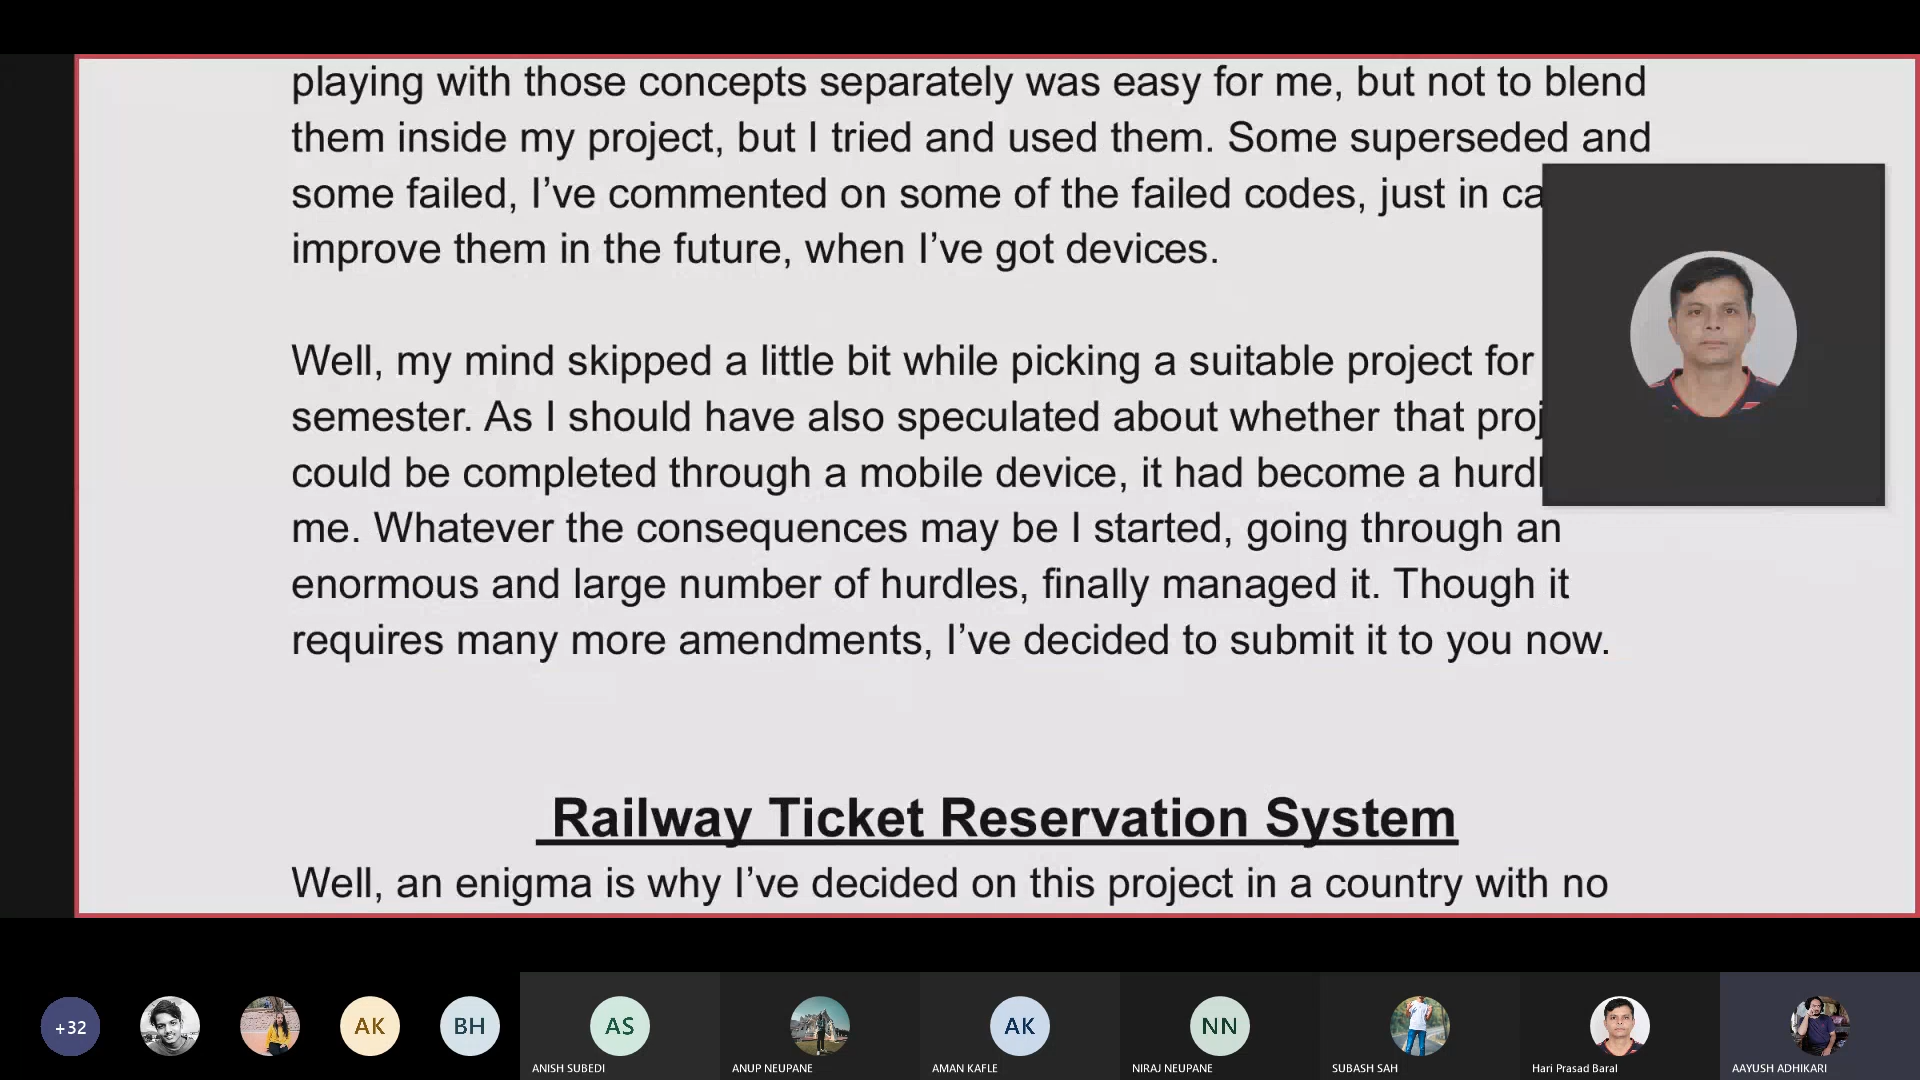 playing with those concepts separately was easy for me, but not to blend
them inside my project, but I tried and used them. Some superseded and
some failed, I’ve commented on some of the failed codes, just in ca
improve them in the future, when I’ve got devices.
Well, my mind skipped a little bit while picking a suitable project for
semester. As I should have also speculated about whether that proj
could be completed through a mobile device, it had become a hurdl
me. Whatever the consequences may be I started, going through an
enormous and large number of hurdles, finally managed it. Though it
requires many more amendments, I’ve decided to submit it to you now.
Railway Ticket Reservation System
Well, an enigma is why I’ve decided on this project in a country with no
+32
AK
BH
AS
AK
NN
ANISH SUBEDI
ANUP NEUPANE
AMAN KAFLE
NIRAJ NEUPANE
SUBASH SAH
Hari Prasad Baral
AAYUSH ADHIKARI